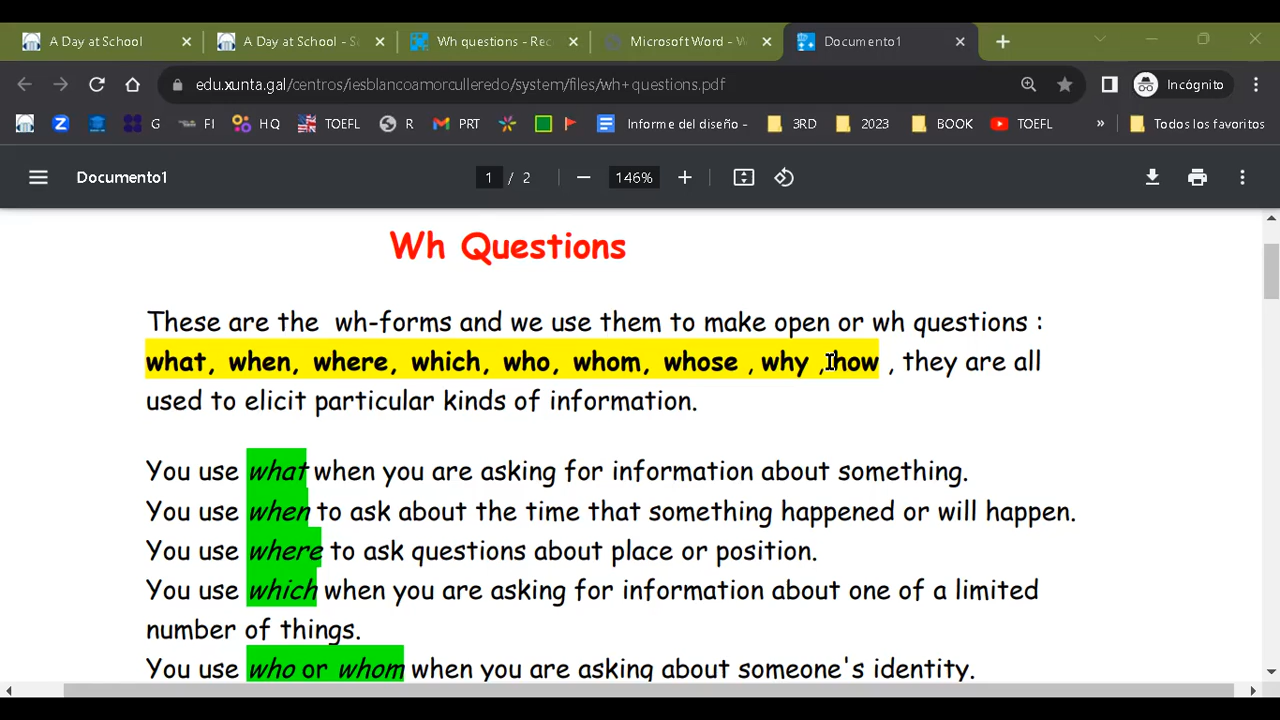 A Day at School
A Day at School - S
Wh questions - Rec
Microsoft Word - W
Documento1
edu.xunta.gal/centros/iesblancoamorculleredo/system/files/wh+questions.pdf
Incógnito
G
FI
HQ
TOEFL
R
PRT
Informe del diseño -
3RD
2023
BOOK
TOEFL
»
Todos los favoritos
Documento1
1 / 2
146%
Wh Questions
These are the wh-forms and we use them to make open or wh questions :
what, when, where, which, who, whom, whose , why , how , they are all
used to elicit particular kinds of information.
You use what when you are asking for information about something.
You use when to ask about the time that something happened or will happen.
You use where to ask questions about place or position.
You use which when you are asking for information about one of a limited
number of things.
You use who or whom when you are asking about someone's identity.